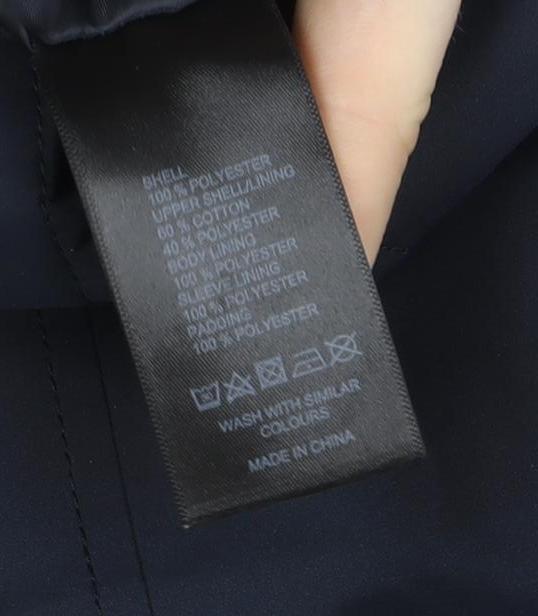 SHELL
100 % POLYESTER
UPPER SHELL/LINING
60 % COTTON
40 % POLYESTER
BODY LINING
100 % POLYESTER
SLEEVE LINING
100 % POLYESTER
PADDING
100 % POLYESTER
WASH WITH SIMILAR
COLOURS
MADE IN CHINA